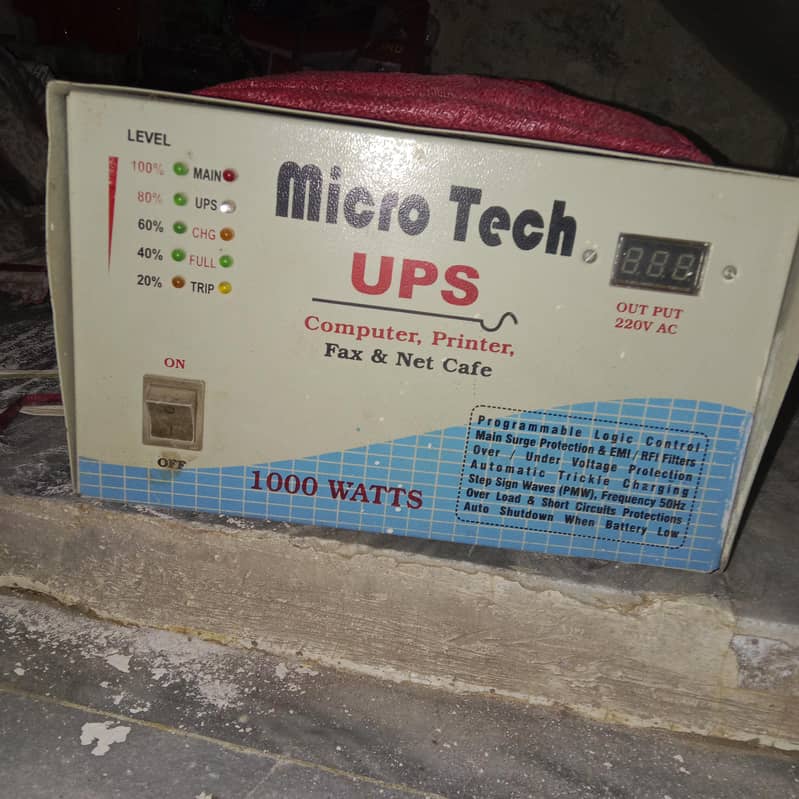 LEVEL
100% MAIN
80% UPS
60% CHG
40% FULL
20% TRIP
ON
OFF
Micro Tech
UPS
Computer, Printer,
Fax & Net Cafe
OUT PUT
220V AC
1000 WATTS
Programmable Logic Control
Main Surge Protection & EMI / RFI Filters
Over / Under Voltage Protection
Automatic Trickle Charging
Step Sign Waves (PMW), Frequency 50Hz
Over Load & Short Circuits Protections
Auto Shutdown When Battery Low